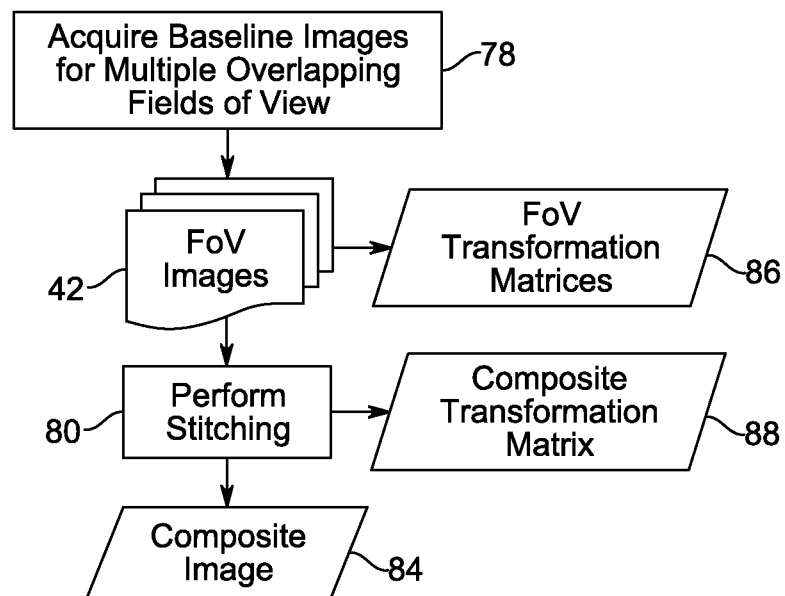 Acquire Baseline Images
for Multiple Overlapping
Fields of View
78
FoV
Images
42
FoV
Transformation
Matrices
86
Perform
Stitching
80
Composite
Transformation
Matrix
88
Composite
Image
84